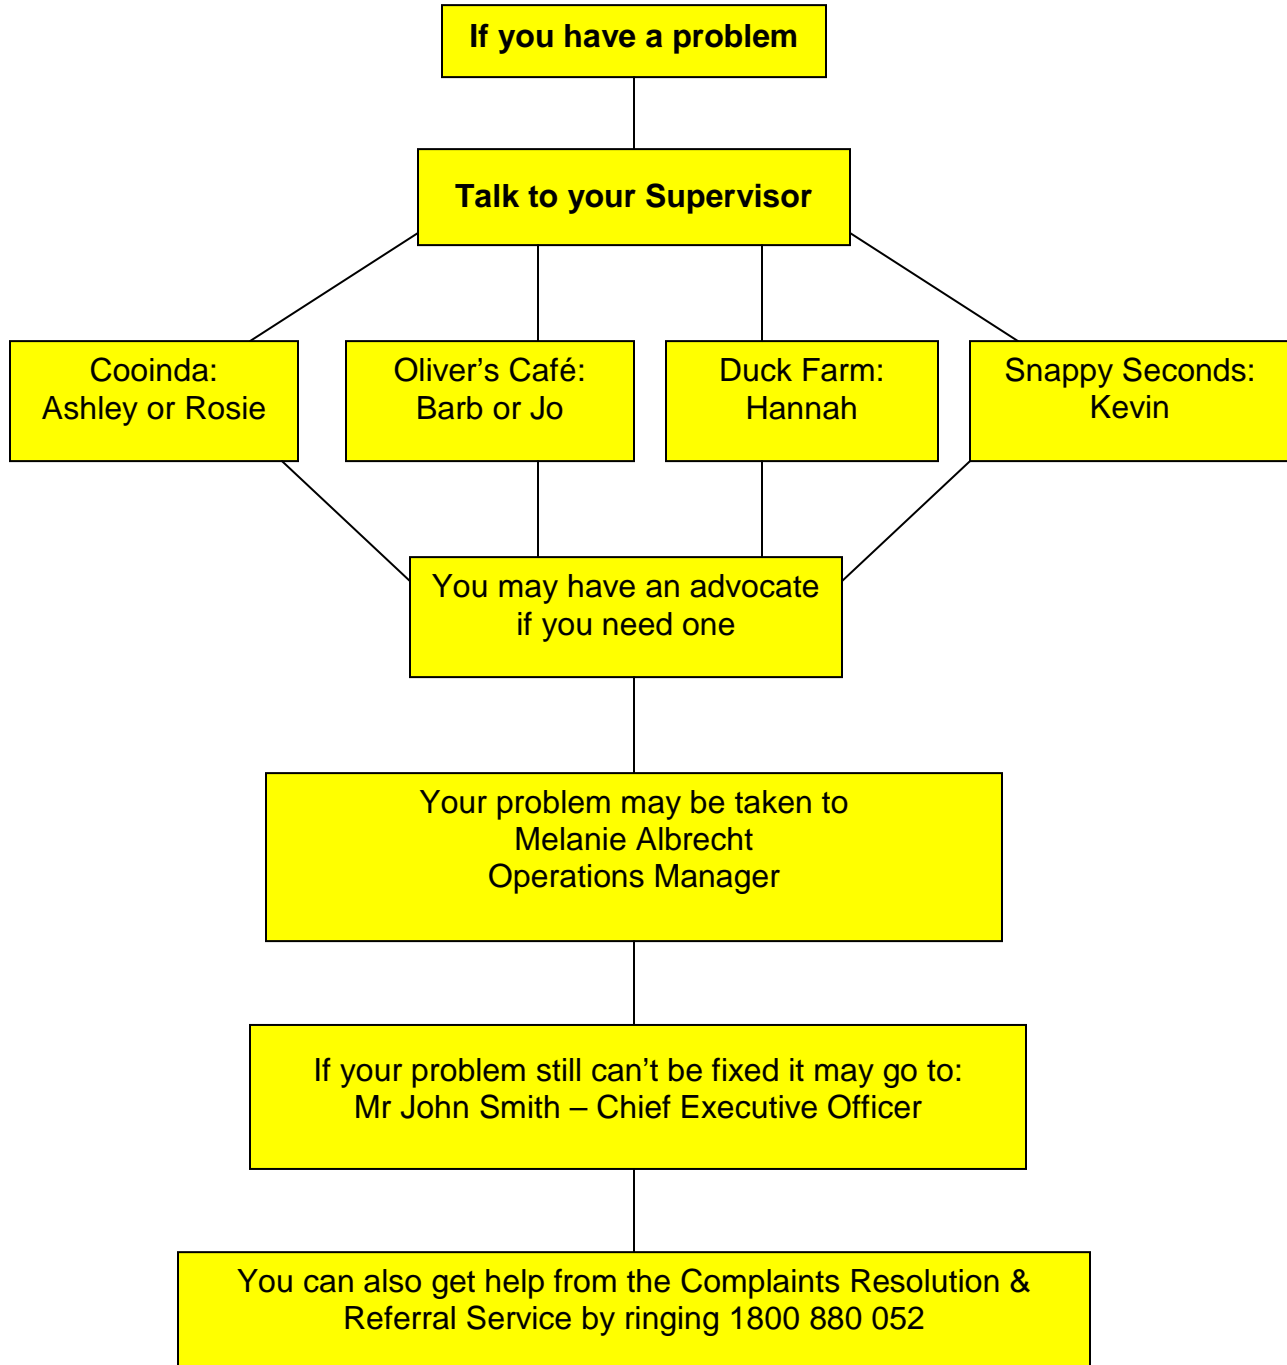 If you have a problem
Talk to your Supervisor
Cooinda:
Ashley or Rosie
Oliver’s Café:
Barb or Jo
Duck Farm:
Hannah
Snappy Seconds:
Kevin
You may have an advocate
if you need one
Your problem may be taken to
Melanie Albrecht
Operations Manager
If your problem still can’t be fixed it may go to:
Mr John Smith – Chief Executive Officer
You can also get help from the Complaints Resolution &
Referral Service by ringing 1800 880 052